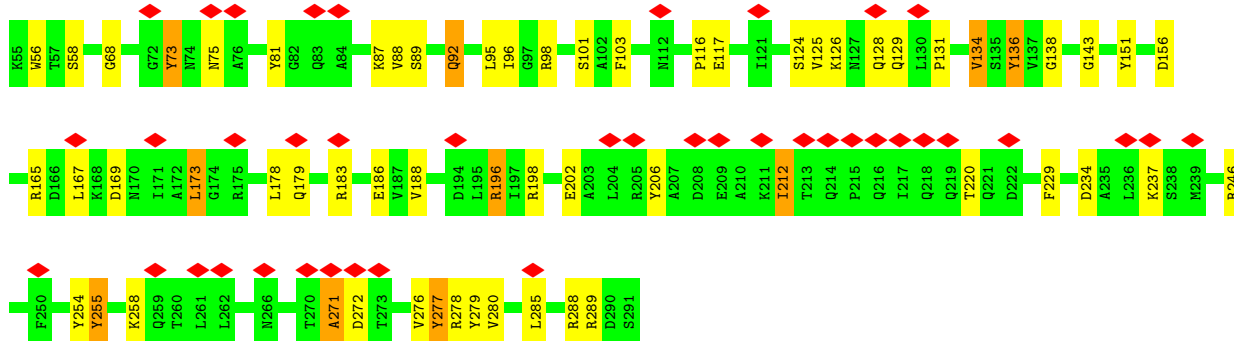 K55 W56 T57 S58 G68 G72 Y73 N74 N75 A76 Y81 G82 Q83 A84 K87 V88 S89 Q92 L95 I96 G97 R98 S101 A102 F103 N112 P116 E117 I121 S124 V125 K126 N127 Q128 Q129 L130 P131 V134 S135 Y136 V137 G138 G143 Y151 D156
R165 D166 L167 K168 D169 N170 I171 A172 L173 G174 R175 L178 Q179 R183 E186 V187 V188 D194 L195 R196 I197 R198 E202 A203 L204 R205 Y206 A207 D208 E209 A210 K211 I212 T213 Q214 P215 Q216 I217 Q218 Q219 T220 Q221 D222 F229 D234 A235 L236 K237 S238 M239 R246
F250 Y254 Y255 K258 Q259 T260 L261 L262 N266 T270 A271 D272 T273 V276 Y277 R278 Y279 V280 L285 R288 R289 D290 S291